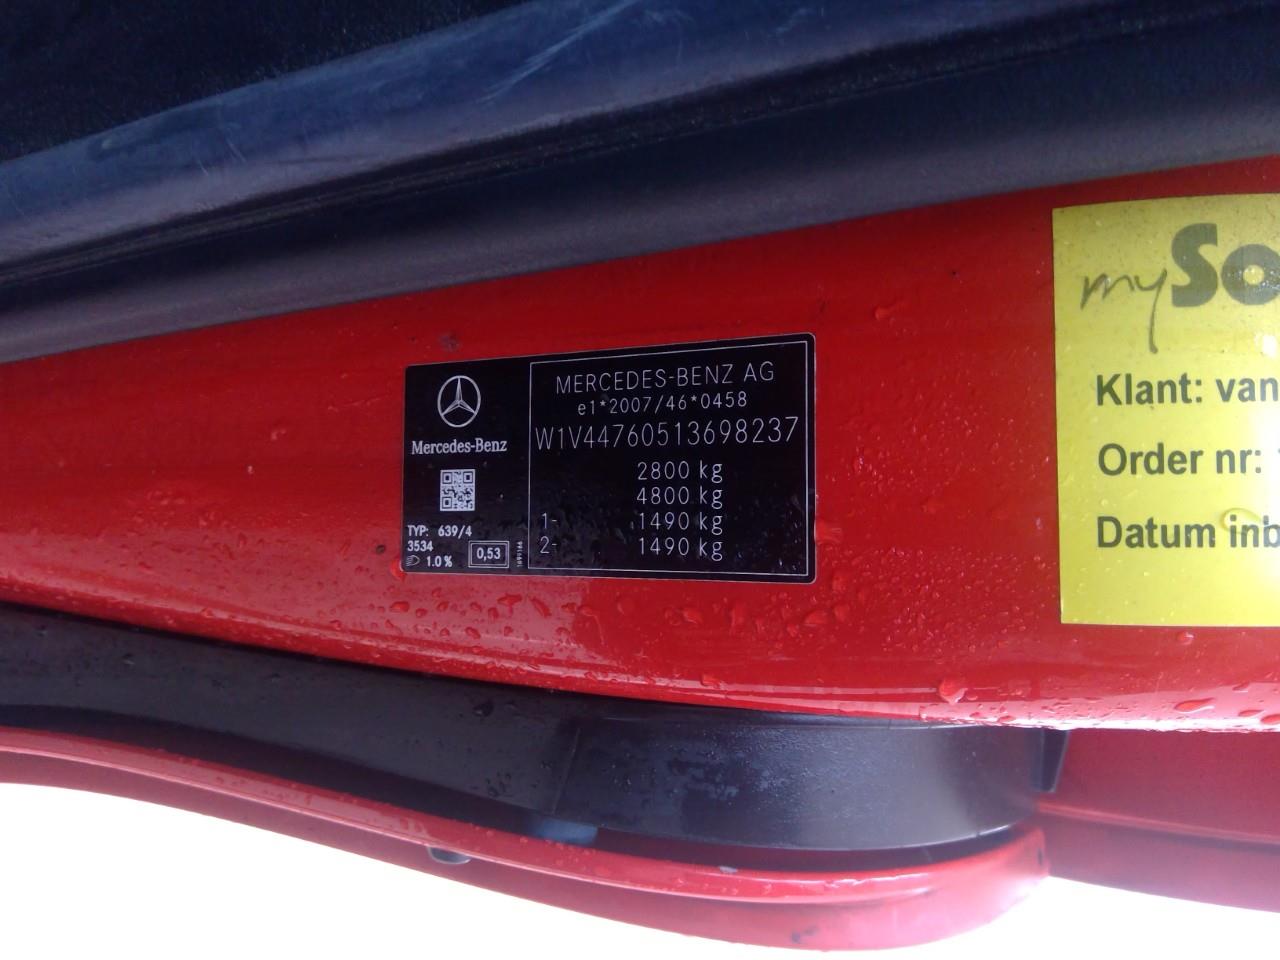 Mercedes-Benz
TYP: 639/4
3534
1.0 %
0,53
MERCEDES-BENZ AG
e1*2007/46*0458
W1V44760513698237
2800 kg
4800 kg
1- 1490 kg
2- 1490 kg
mySo
Klant: van
Order nr:
Datum inb